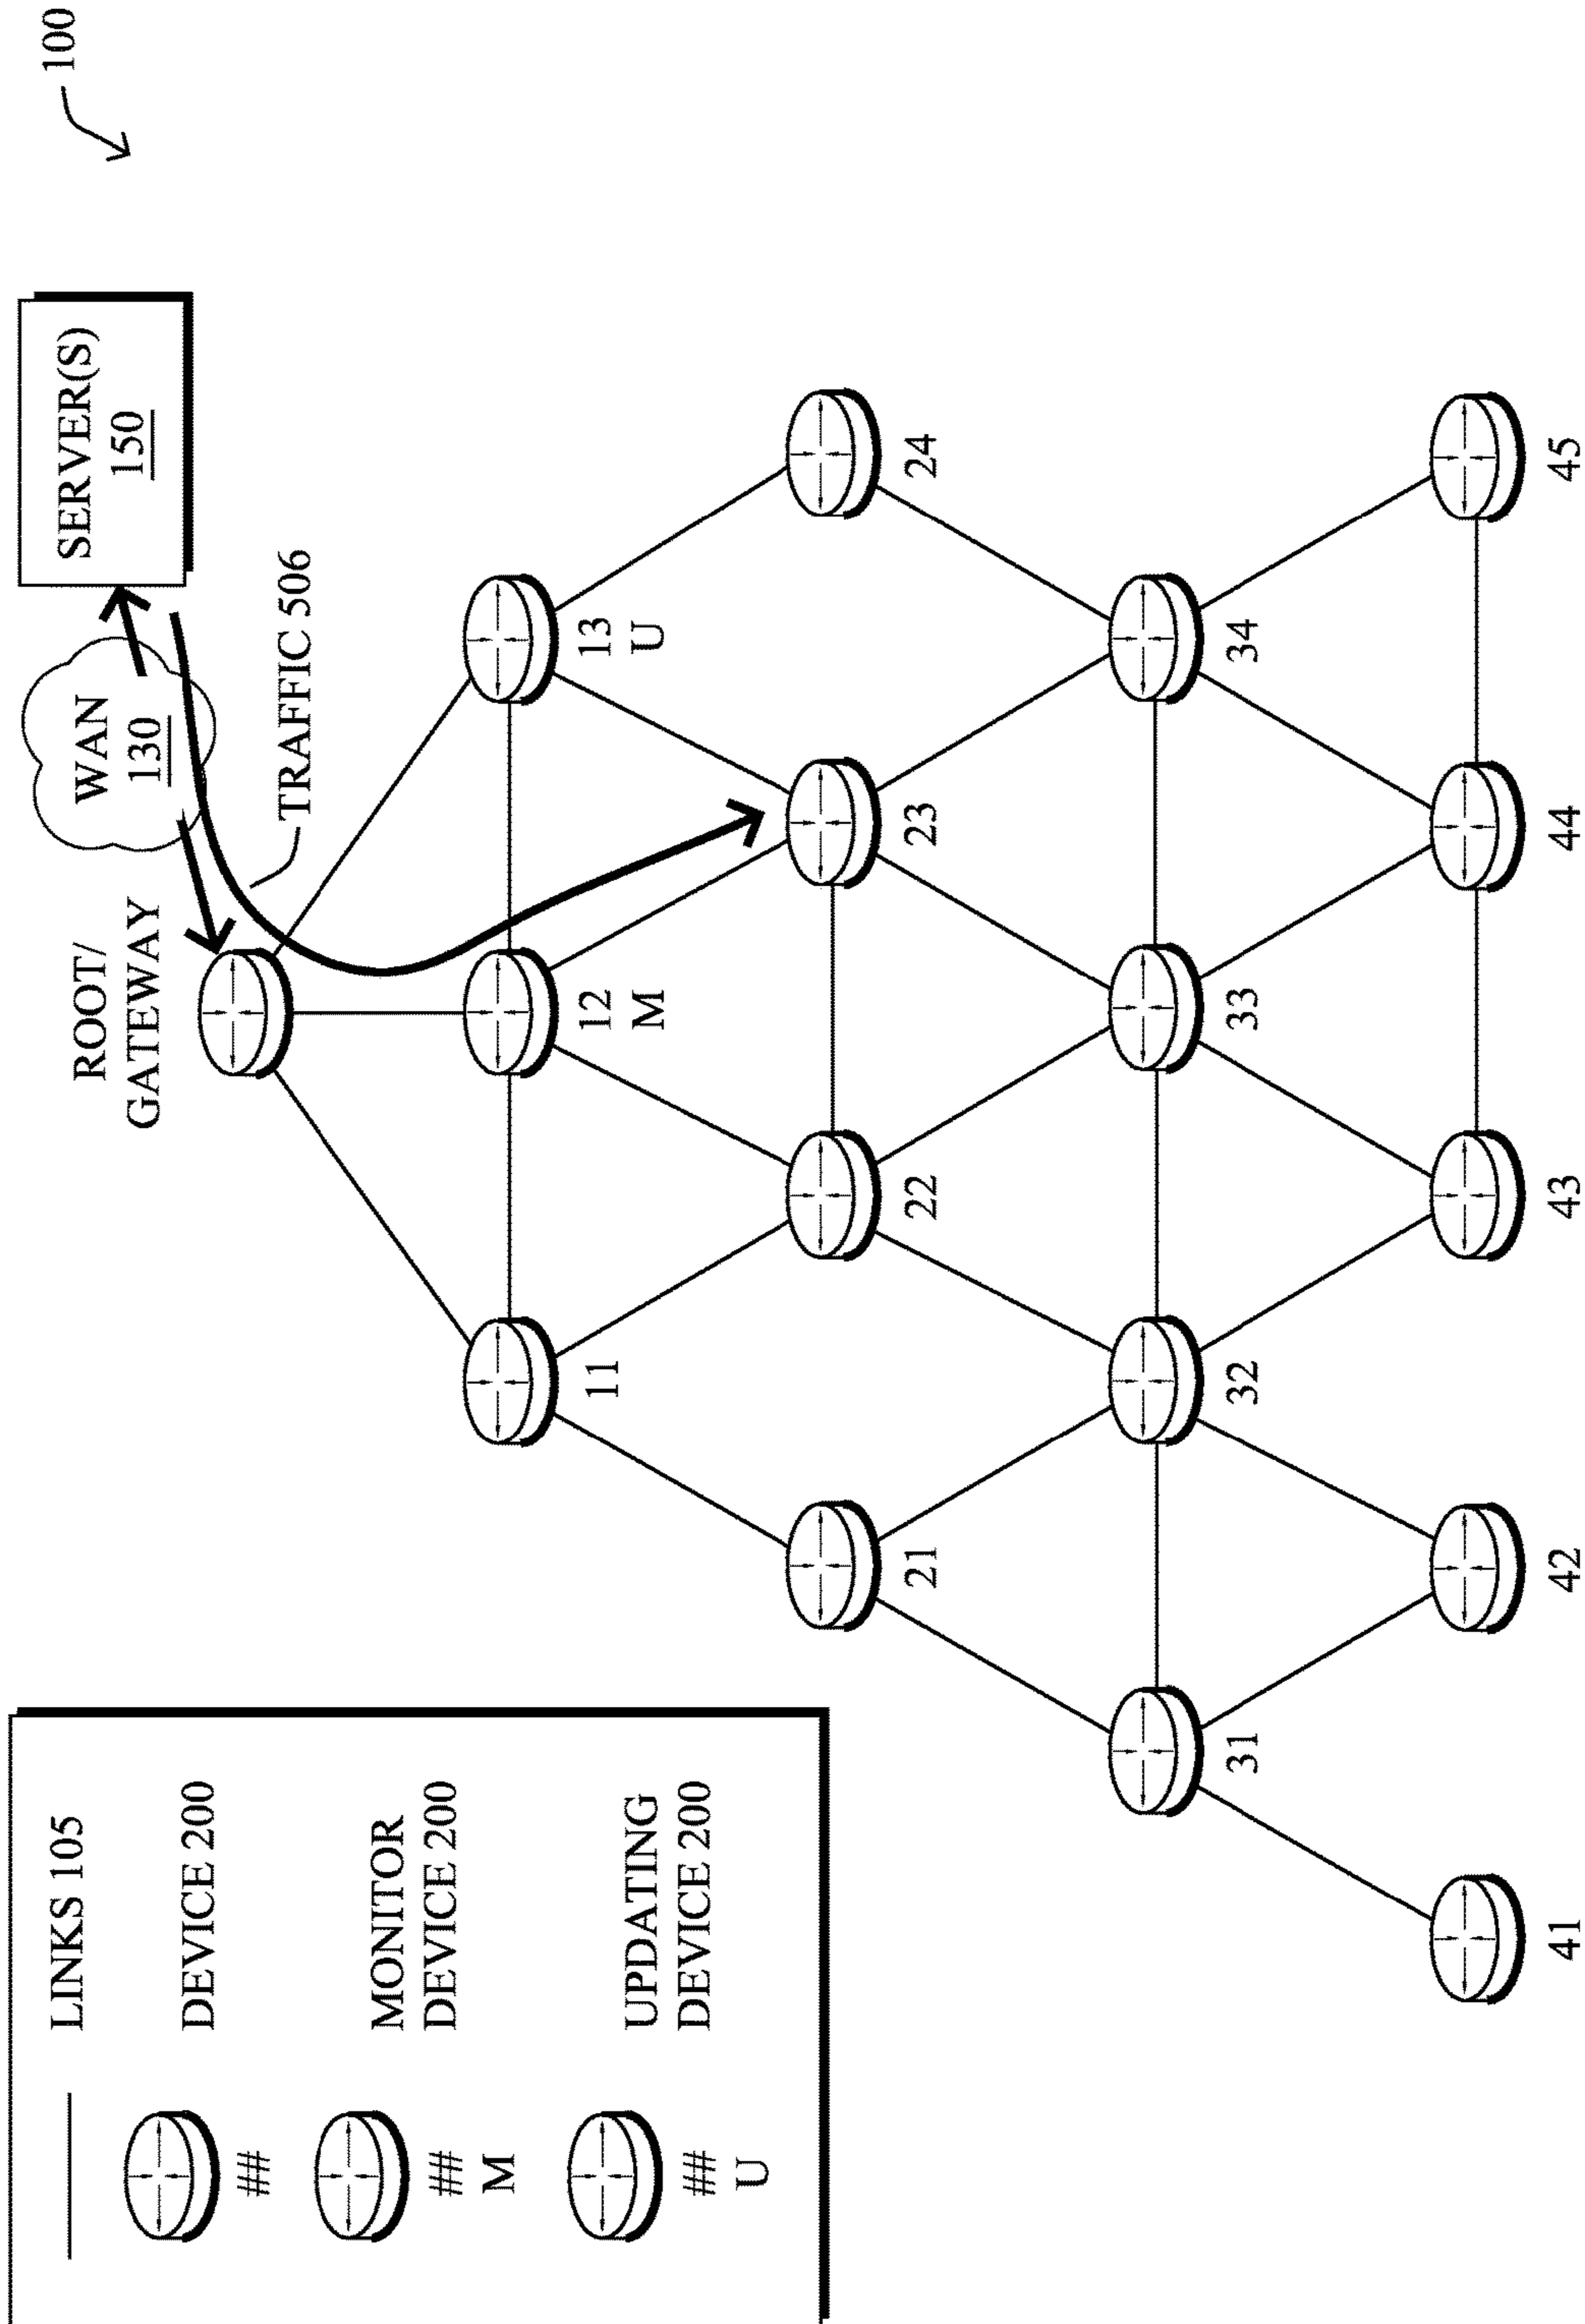 100
SERVER(S)
150
WAN
130
TRAFFIC 506
ROOT/
GATEWAY
LINKS 105
##
DEVICE 200
##
M
MONITOR
DEVICE 200
##
U
UPDATING
DEVICE 200
11
12
M
13
U
21
22
23
24
31
32
33
34
41
42
43
44
45